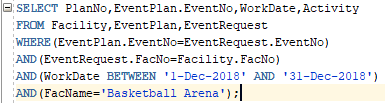 SELECT PlanNo,EventPlan.EventNo,WorkDate,Activity
FROM Facility,EventPlan,EventRequest
WHERE(EventPlan.EventNo=EventRequest.EventNo)
AND(EventRequest.FacNo=Facility.FacNo)
AND(WorkDate BETWEEN '1-Dec-2018' AND '31-Dec-2018')
AND(FacName='Basketball Arena');